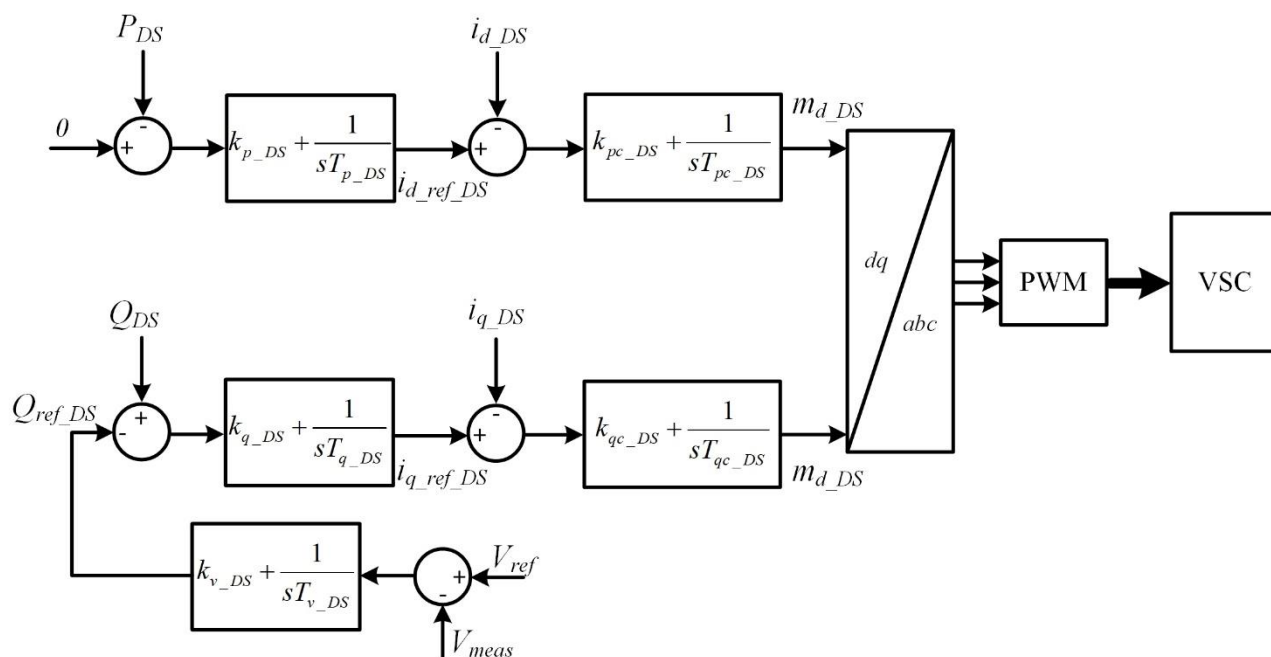 P_DS
i_d_DS
0
+
-
k_p_DS + 1/sT_p_DS
i_d_ref_DS
+
-
k_pc_DS + 1/sT_pc_DS
m_d_DS
dq
abc
PWM
VSC
Q_DS
i_q_DS
Q_ref_DS
+
-
k_q_DS + 1/sT_q_DS
i_q_ref_DS
+
-
k_qc_DS + 1/sT_qc_DS
m_d_DS
k_v_DS + 1/sT_v_DS
+
-
V_ref
V_meas